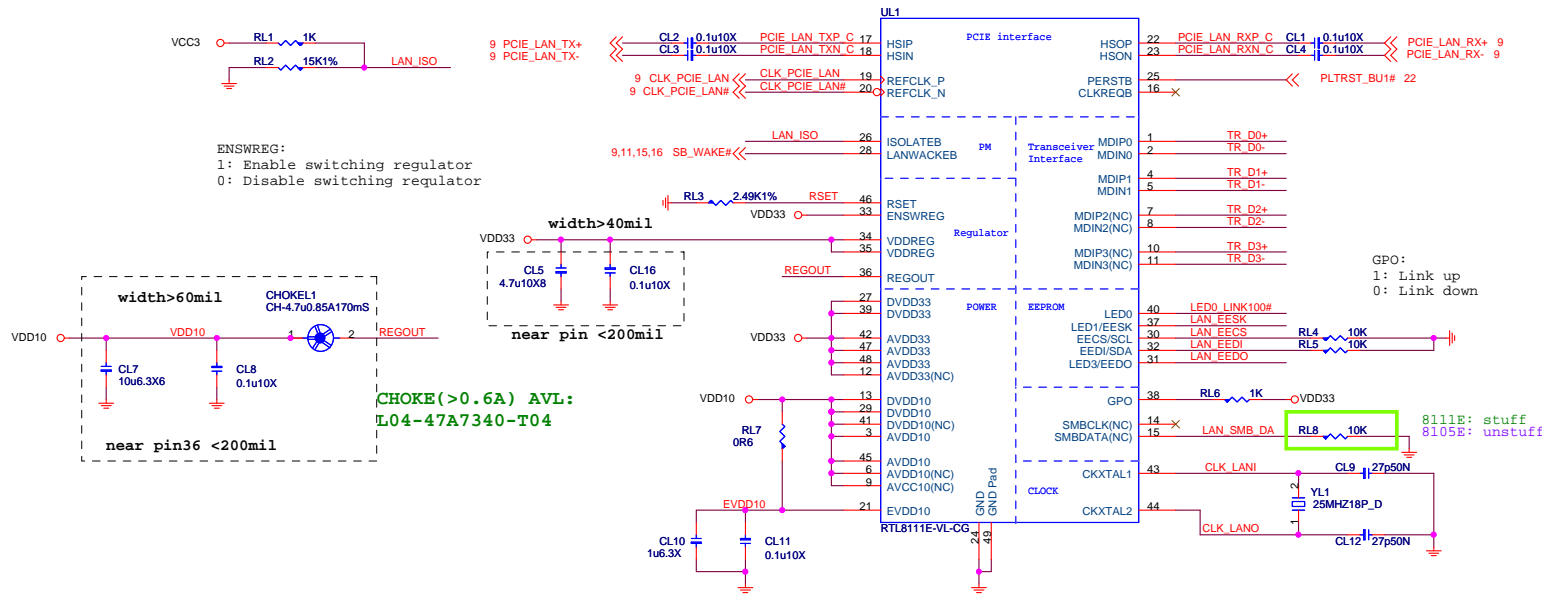 UL1
RL1 1K
VCC3
RL2 15K1%
LAN_ISO
9 PCIE_LAN_TX+
9 PCIE_LAN_TX-
CL2 0.1u10X
CL3 0.1u10X
PCIE_LAN_TXP_C 17
PCIE_LAN_TXN_C 18
HSIP
HSIN
PCIE interface
HSOP
HSON
22 PCIE_LAN_RXP_C
23 PCIE_LAN_RXN_C
CL1 0.1u10X
CL4 0.1u10X
PCIE_LAN_RX+ 9
PCIE_LAN_RX- 9
9 CLK_PCIE_LAN
9 CLK_PCIE_LAN#
CLK_PCIE_LAN 19
CLK_PCIE_LAN# 20
REFCLK_P
REFCLK_N
PERSTB
CLKREQB
25
16
PLTRST_BU1# 22
ENSWREG:
1: Enable switching regulator
0: Disable switching requlator
LAN_ISO 26
9,11,15,16 SB_WAKE# 28
ISOLATEB
LANWACKEB
PM
Transceiver
Interface
MDIP0
MDIN0
1 TR_D0+
2 TR_D0-
MDIP1
MDIN1
4 TR_D1+
5 TR_D1-
MDIP2(NC)
MDIN2(NC)
7 TR_D2+
8 TR_D2-
MDIP3(NC)
MDIN3(NC)
10 TR_D3+
11 TR_D3-
RL3 2.49K1% RSET 46
VDD33 33
RSET
ENSWREG
width>40mil
VDD33
34
35
VDDREG
VDDREG
Regulator
CL5
4.7u10X8
CL16
0.1u10X
near pin <200mil
REGOUT 36
REGOUT
GPO:
1: Link up
0: Link down
width>60mil
CHOKEL1
CH-4.7u0.85A170mS
VDD10
VDD10
1
2
REGOUT
CL7
10u6.3X6
CL8
0.1u10X
near pin36 <200mil
CHOKE(>0.6A) AVL:
L04-47A7340-T04
27
39
DVDD33
DVDD33
POWER
EEPROM
VDD33
42
47
48
12
AVDD33
AVDD33
AVDD33
AVDD33(NC)
LED0
LED1/EESK
EECS/SCL
EEDI/SDA
LED3/EEDO
40 LED0_LINK100#
37 LAN_EESK
30 LAN_EECS
32 LAN_EEDI
31 LAN_EEDO
RL4 10K
RL5 10K
VDD10
RL7
0R6
13
29
41
3
DVDD10
DVDD10
DVDD10(NC)
AVDD10
45
6
9
AVDD10
AVDD10(NC)
AVCC10(NC)
GPO
38
RL6 1K
VDD33
SMBCLK(NC)
SMBDATA(NC)
14
15
LAN_SMB_DA
RL8 10K
8111E: stuff
8105E: unstuff
EVDD10 21
EVDD10
CL10
1u6.3X
CL11
0.1u10X
RTL8111E-VL-CG
GND
GND Pad
24
49
CLOCK
CKXTAL1
CKXTAL2
43
44
CLK_LANI
CLK_LANO
CL9 27p50N
2
1
YL1
25MHZ18P_D
CL12 27p50N